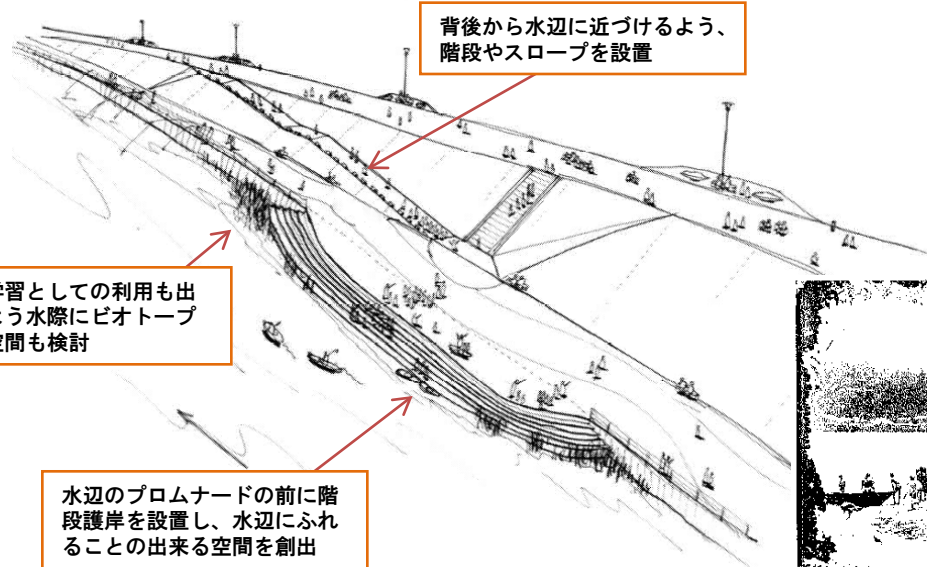 背後から水辺に近づけるよう、
階段やスロープを設置
学習としての利用も出
よう水際にビオトープ
空間も検討
水辺のプロムナードの前に階
段護岸を設置し、水辺にふれ
ることの出来る空間を創出